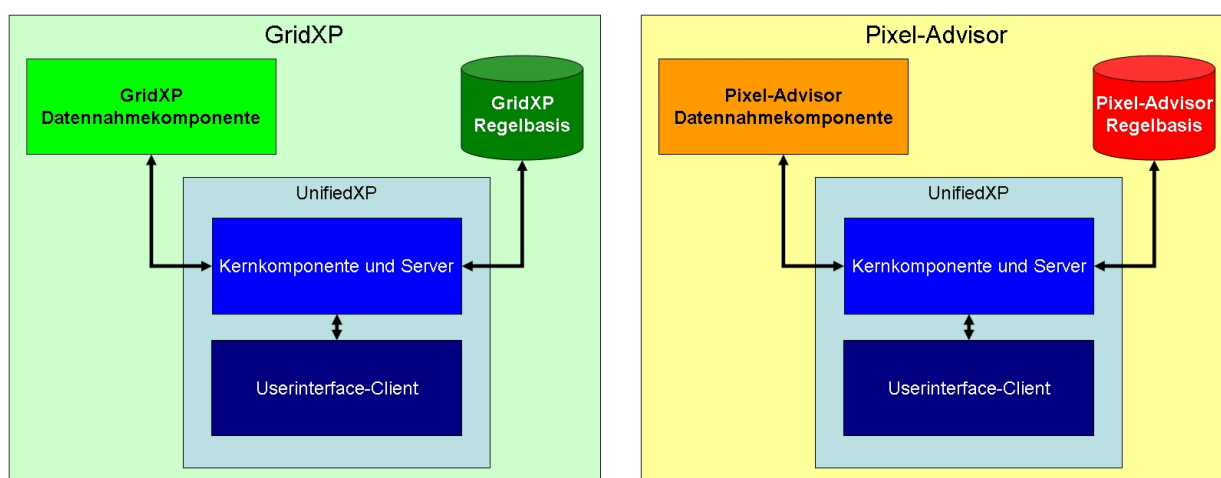 GridXP
GridXP
Datennahmekomponente
GridXP
Regelbasis
UnifiedXP
Kernkomponente und Server
Userinterface-Client
Pixel-Advisor
Pixel-Advisor
Datennahmekomponente
Pixel-Advisor
Regelbasis
UnifiedXP
Kernkomponente und Server
Userinterface-Client